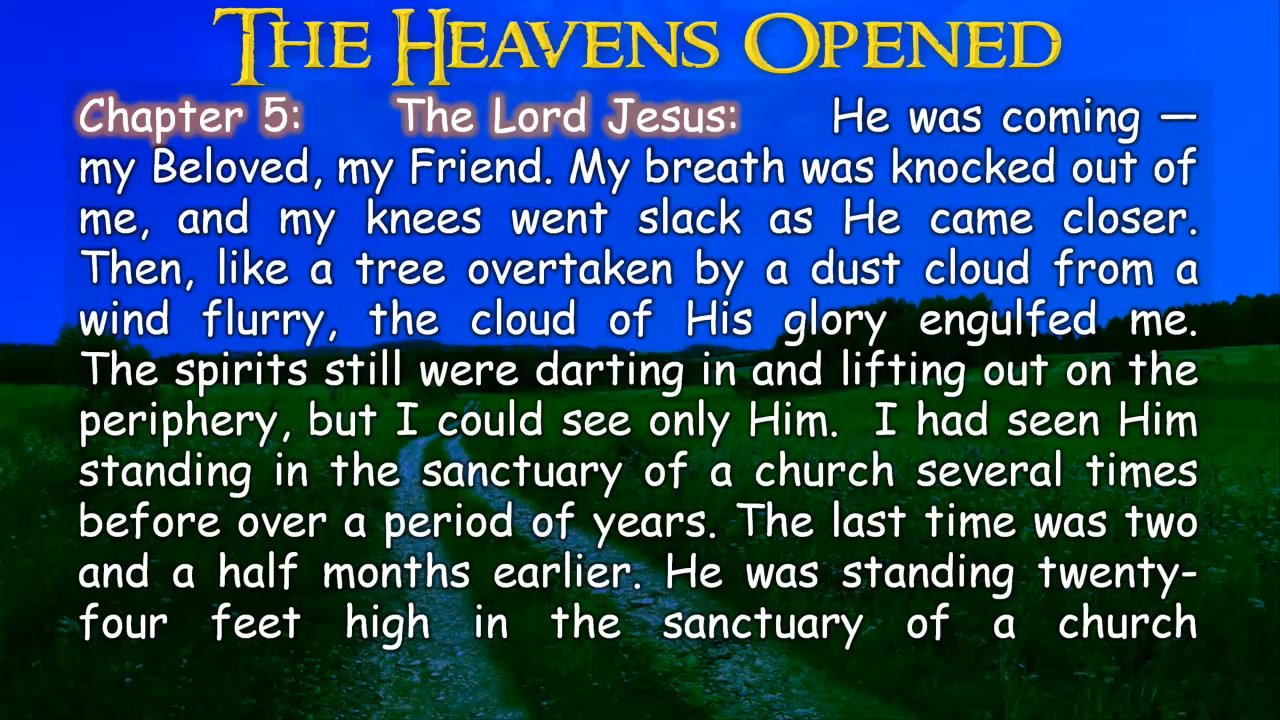 THE HEAVENS OPENED
Chapter 5: The Lord Jesus: He was coming —
my Beloved, my Friend. My breath was knocked out of
me, and my knees went slack as He came closer.
Then, like a tree overtaken by a dust cloud from a
wind flurry, the cloud of His glory engulfed me.
The spirits still were darting in and lifting out on the
periphery, but I could see only Him. I had seen Him
standing in the sanctuary of a church several times
before over a period of years. The last time was two
and a half months earlier. He was standing twenty-
four feet high in the sanctuary of a church